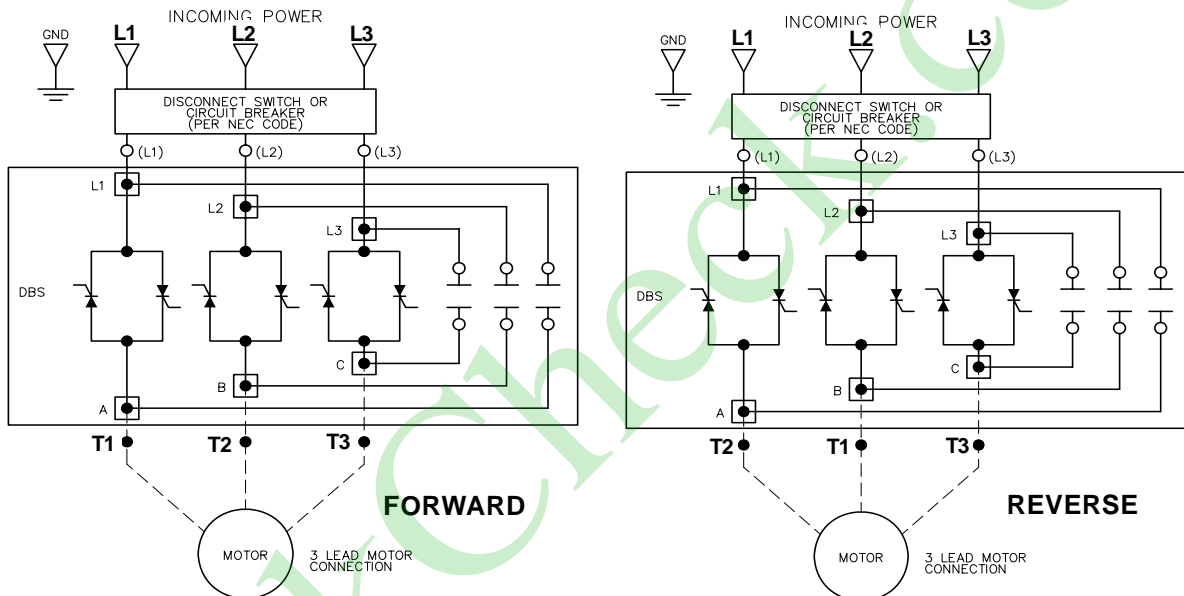 INCOMING POWER
GND
L1
L2
L3
DISCONNECT SWITCH OR
CIRCUIT BREAKER
(PER NEC CODE)
(L1)
(L2)
(L3)
L1
L2
L3
DBS
C
B
A
T1
T2
T3
FORWARD
MOTOR
3 LEAD MOTOR
CONNECTION
INCOMING POWER
GND
L1
L2
L3
DISCONNECT SWITCH OR
CIRCUIT BREAKER
(PER NEC CODE)
(L1)
(L2)
(L3)
L1
L2
L3
DBS
C
B
A
T2
T1
T3
REVERSE
MOTOR
3 LEAD MOTOR
CONNECTION
kCheck.co